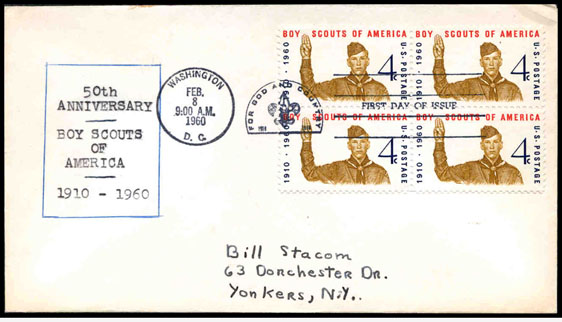 50th
ANNIVERSARY
BOY SCOUTS
OF
AMERICA
1910 - 1960
WASHINGTON
FEB.
8
9:00 A.M.
1960
D. C.
FOR GOD AND COUNTRY
FIRST DAY OF ISSUE
BOY SCOUTS OF AMERICA
1910 · 1960
4¢
U·S·POSTAGE
BOY SCOUTS OF AMERICA
1960
4¢
U·S·POSTAGE
BOY SCOUTS OF AMERICA
1910 · 1960
4¢
BOY SCOUTS OF AMERICA
1910 · 1960
4¢
U·S·POSTAGE
Bill Stacom
63 Dorchester Dr.
Yonkers, N.Y..